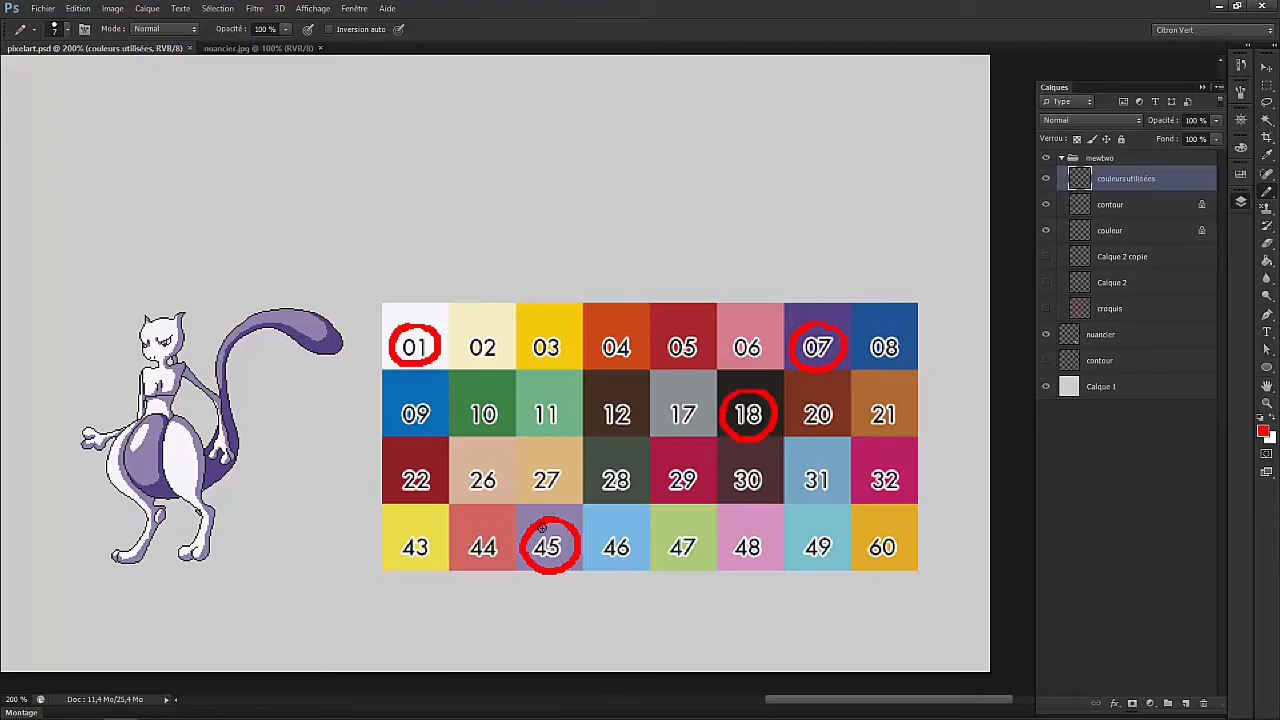 Ps Fichier Edition Image Calque Texte Sélection Filtre 3D Affichage Fenêtre Aide
7 Mode : Normal Opacité : 100 % Inversion auto Citron Vert
pixelart.psd @ 200% (couleurs utilisées, RVB/8) × nuancier.jpg @ 100% (RVB/8) ×
Calques
Type
Normal Opacité : 100 %
Verrou : Fond : 100 %
mewtwo
couleurs utilisées
contour
couleur
Calque 2 copie
Calque 2
croquis
nuancier
contour
Calque 1
01 02 03 04 05 06 07 08
09 10 11 12 17 18 20 21
22 26 27 28 29 30 31 32
43 44 45 46 47 48 49 60
200 % Doc : 11,4 Mo/25,4 Mo
Montage
fx